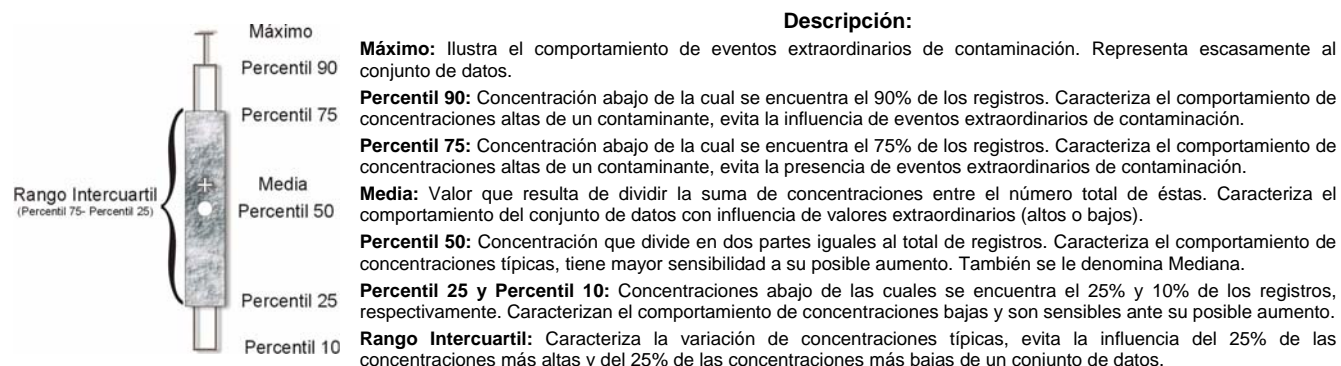 Máximo
Percentil 90
Percentil 75
Rango Intercuartil
(Percentil 75- Percentil 25)
Media
Percentil 50
Percentil 25
Percentil 10
Descripción:
Máximo: Ilustra el comportamiento de eventos extraordinarios de contaminación. Representa escasamente al
conjunto de datos.
Percentil 90: Concentración abajo de la cual se encuentra el 90% de los registros. Caracteriza el comportamiento de
concentraciones altas de un contaminante, evita la influencia de eventos extraordinarios de contaminación.
Percentil 75: Concentración abajo de la cual se encuentra el 75% de los registros. Caracteriza el comportamiento de
concentraciones altas de un contaminante, evita la presencia de eventos extraordinarios de contaminación.
Media: Valor que resulta de dividir la suma de concentraciones entre el número total de éstas. Caracteriza el
comportamiento del conjunto de datos con influencia de valores extraordinarios (altos o bajos).
Percentil 50: Concentración que divide en dos partes iguales al total de registros. Caracteriza el comportamiento de
concentraciones típicas, tiene mayor sensibilidad a su posible aumento. También se le denomina Mediana.
Percentil 25 y Percentil 10: Concentraciones abajo de las cuales se encuentra el 25% y 10% de los registros,
respectivamente. Caracterizan el comportamiento de concentraciones bajas y son sensibles ante su posible aumento.
Rango Intercuartil: Caracteriza la variación de concentraciones típicas, evita la influencia del 25% de las
concentraciones más altas y del 25% de las concentraciones más bajas de un conjunto de datos.